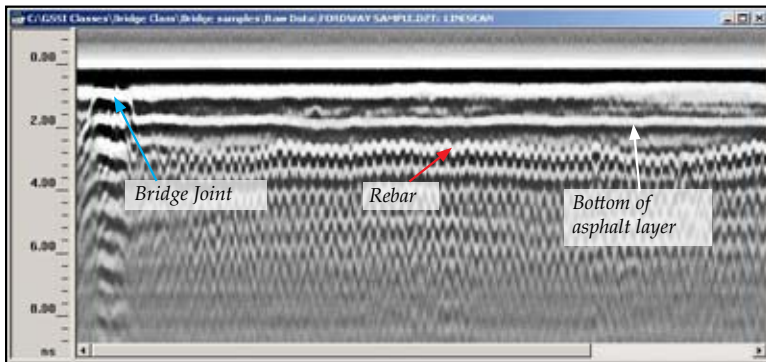 C:\GSSI Classes\Bridge Class\Bridge samples\Raw Data\FORDWAY SAMPLE.DZT: LINESCAN
0.00
2.00
Bridge Joint
Rebar
Bottom of
asphalt layer
4.00
6.00
8.00
ns